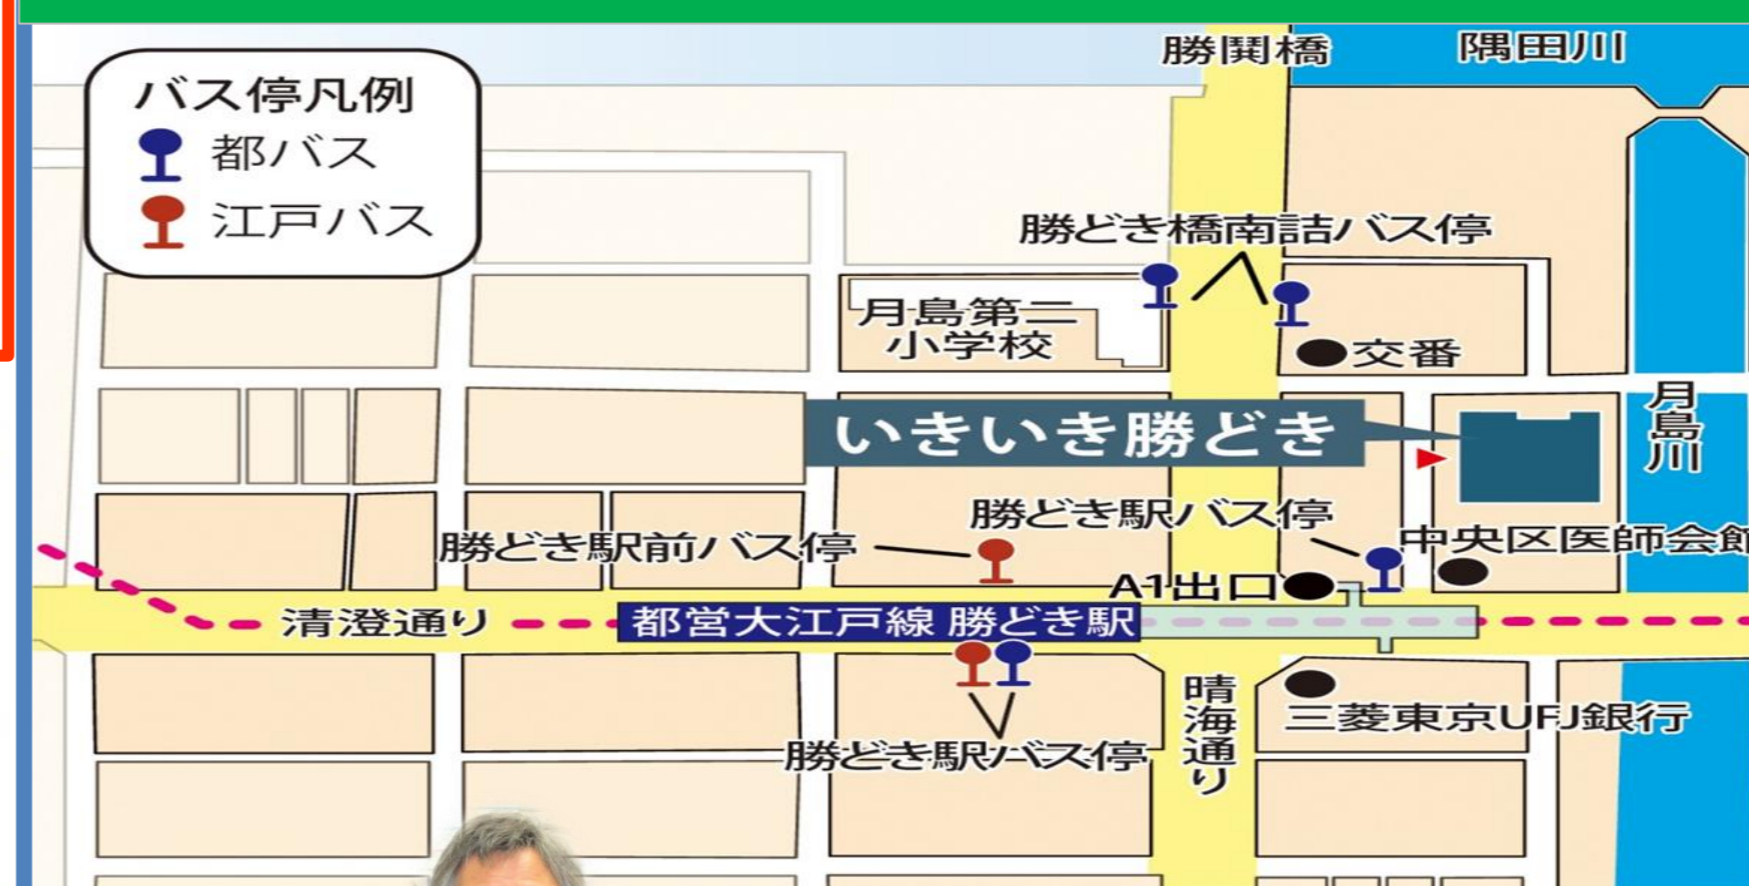 勝鬨橋
隅田川
バス停凡例
都バス
江戸バス
勝どき橋南詰バス停
月島第二
小学校
交番
いきいき勝どき
月島川
勝どき駅バス停
勝どき駅前バス停
中央区医師会館
A1出口
清澄通り
都営大江戸線 勝どき駅
晴海通り
三菱東京UFJ銀行
勝どき駅バス停